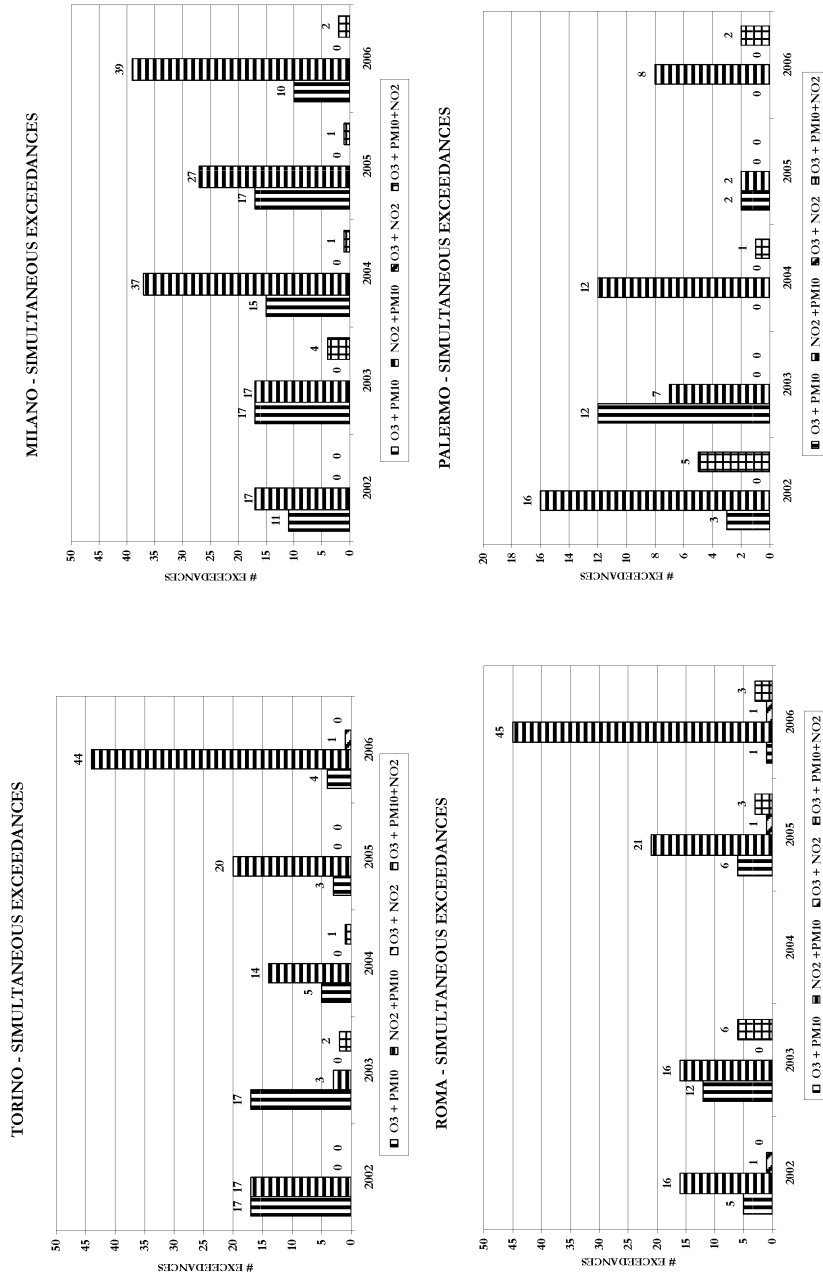 TORINO - SIMULTANEOUS EXCEEDANCES
# EXCEEDANCES
50
45
40
35
30
25
20
15
10
5
0
17 17 0 0
17 3 0 2
5 14 0 1
3 20 0 0
4 44 1 0
2002 2003 2004 2005 2006
O3 + PM10 NO2 +PM10 O3 + NO2 O3 + PM10+NO2
MILANO - SIMULTANEOUS EXCEEDANCES
# EXCEEDANCES
50
45
40
35
30
25
20
15
10
5
0
11 17 0 0
17 17 0 4
15 37 0 1
17 27 0 1
10 39 0 2
2002 2003 2004 2005 2006
O3 + PM10 NO2 +PM10 O3 + NO2 O3 + PM10+NO2
ROMA - SIMULTANEOUS EXCEEDANCES
# EXCEEDANCES
50
45
40
35
30
25
20
15
10
5
0
5 16 1 0
12 16 0 6
6 21 1 3
1 45 1 3
2002 2003 2004 2005 2006
O3 + PM10 NO2 +PM10 O3 + NO2 O3 + PM10+NO2
PALERMO - SIMULTANEOUS EXCEEDANCES
# EXCEEDANCES
20
18
16
14
12
10
8
6
4
2
0
3 16 0 5
12 7 0 0
0 12 0 1
2 2 0 0
0 8 0 2
2002 2003 2004 2005 2006
O3 + PM10 NO2 +PM10 O3 + NO2 O3 + PM10+NO2